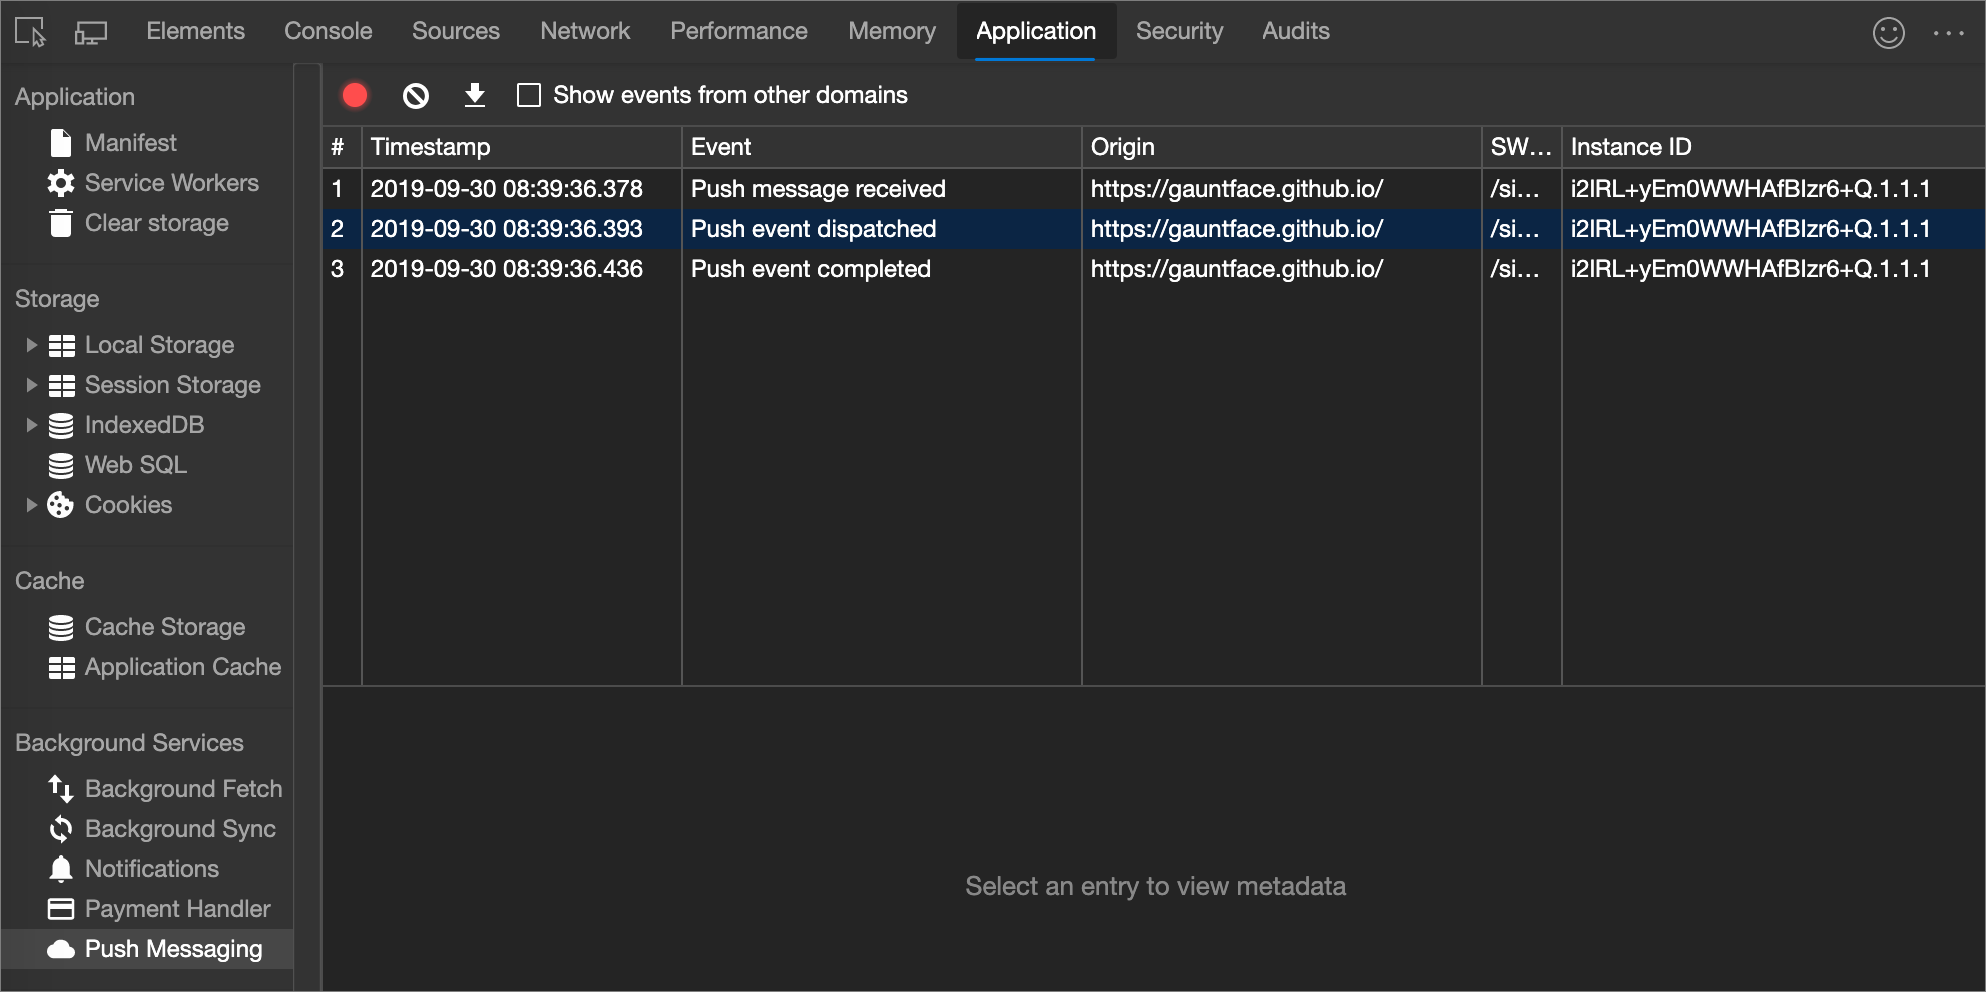 Elements Console Sources Network Performance Memory Application Security Audits
Application
Manifest
Service Workers
Clear storage
Storage
Local Storage
Session Storage
IndexedDB
Web SQL
Cookies
Cache
Cache Storage
Application Cache
Background Services
Background Fetch
Background Sync
Notifications
Payment Handler
Push Messaging
Show events from other domains
# Timestamp Event Origin SW... Instance ID
1 2019-09-30 08:39:36.378 Push message received https://gauntface.github.io/ /si... i2IRL+yEm0WWHAfBIzr6+Q.1.1.1
2 2019-09-30 08:39:36.393 Push event dispatched https://gauntface.github.io/ /si... i2IRL+yEm0WWHAfBIzr6+Q.1.1.1
3 2019-09-30 08:39:36.436 Push event completed https://gauntface.github.io/ /si... i2IRL+yEm0WWHAfBIzr6+Q.1.1.1
Select an entry to view metadata